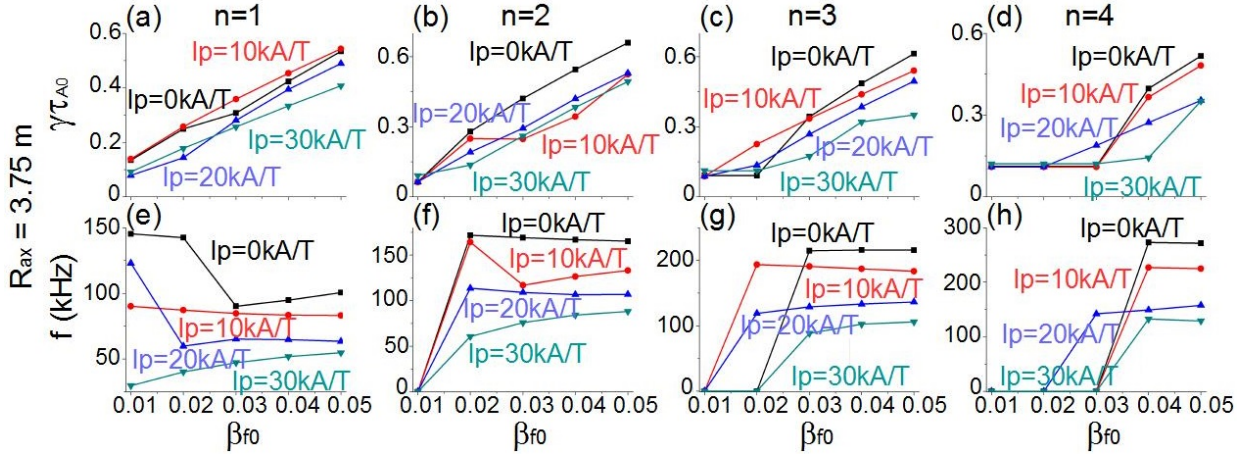 (a) n=1
0.6
0.4
0.2
0
γτA0
Ip=10kA/T
Ip=0kA/T
Ip=30kA/T
Ip=20kA/T
(b) n=2
0.6
0.3
0
Ip=0kA/T
Ip=20kA/T
Ip=10kA/T
Ip=30kA/T
(c) n=3
0.6
0.3
0
Ip=0kA/T
Ip=10kA/T
Ip=20kA/T
Ip=30kA/T
(d) n=4
0.6
0.3
0
Ip=0kA/T
Ip=10kA/T
Ip=20kA/T
Ip=30kA/T
Rax = 3.75 m
(e)
150
100
50
f (kHz)
Ip=0kA/T
Ip=10kA/T
Ip=20kA/T
Ip=30kA/T
0.01 0.02 0.03 0.04 0.05
βf0
(f)
150
100
50
0
Ip=0kA/T
Ip=10kA/T
Ip=20kA/T
Ip=30kA/T
0.01 0.02 0.03 0.04 0.05
βf0
(g)
200
100
0
Ip=0kA/T
Ip=10kA/T
Ip=20kA/T
Ip=30kA/T
0.01 0.02 0.03 0.04 0.05
βf0
(h)
300
200
100
0
Ip=0kA/T
Ip=10kA/T
Ip=20kA/T
Ip=30kA/T
0.01 0.02 0.03 0.04 0.05
βf0